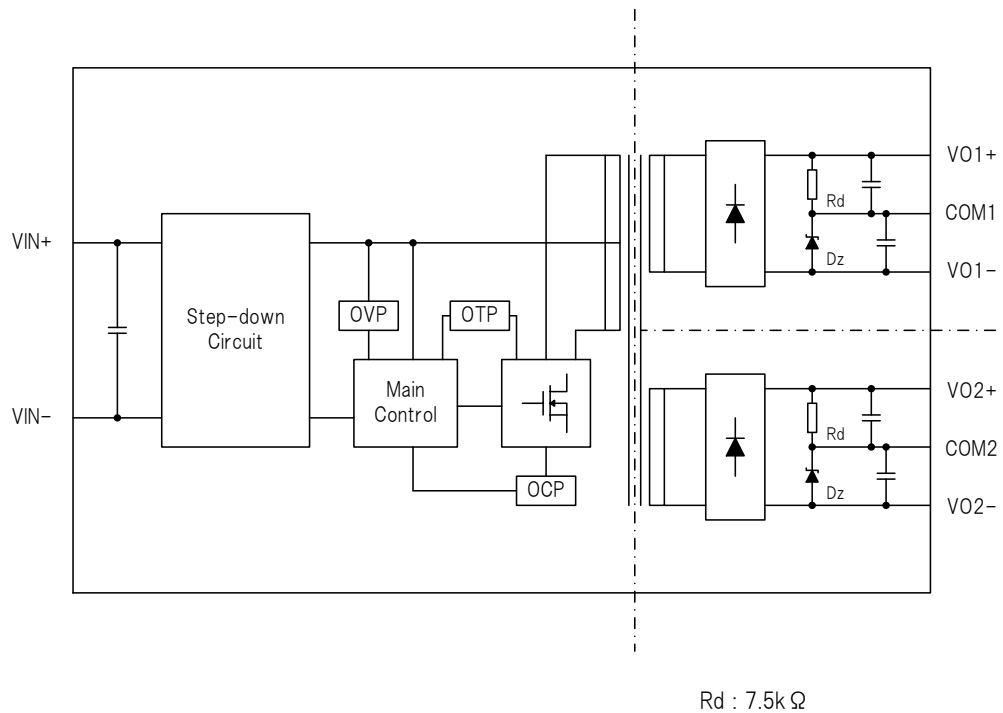 VO1+
Rd
COM1
VIN+
Dz
VO1-
Step-down
Circuit
OVP
OTP
Main
Control
VIN-
VO2+
Rd
COM2
OCP
Dz
VO2-
Rd : 7.5k Ω